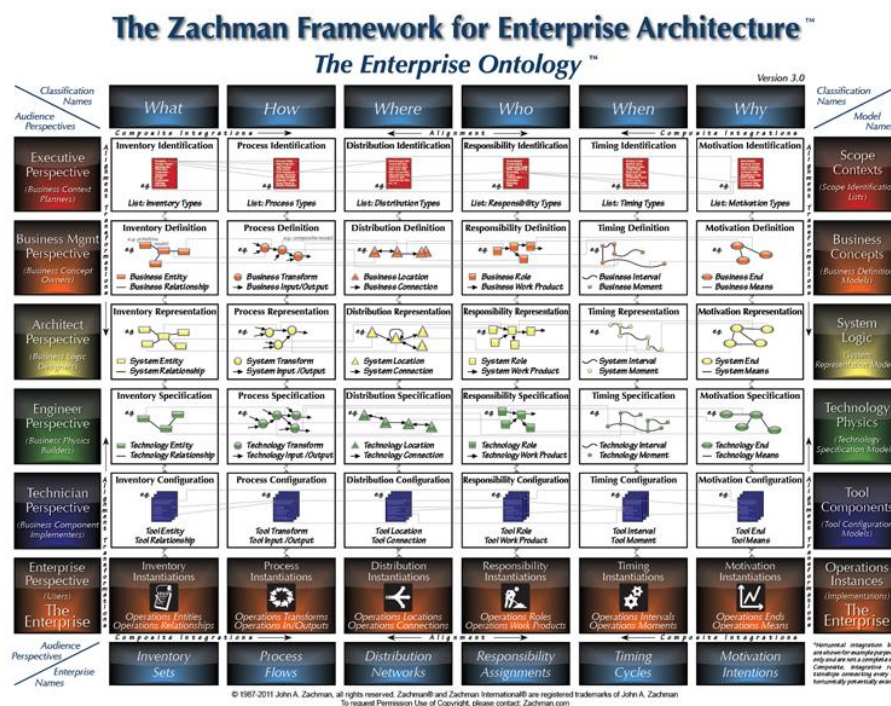 The Zachman Framework for Enterprise Architecture ™
The Enterprise Ontology ™
Version 3.0
Classification Names
Audience Perspectives
What
How
Where
Who
When
Why
Classification Names
Model Names
Composite Integrations
Alignment
Composite Integrations
Alignment Transformations
Executive Perspective
(Business Context Planners)
Inventory Identification
e.g.
List: Inventory Types
Process Identification
e.g.
List: Process Types
Distribution Identification
e.g.
List: Distribution Types
Responsibility Identification
e.g.
List: Responsibility Types
Timing Identification
e.g.
List: Timing Types
Motivation Identification
e.g.
List: Motivation Types
Scope Contexts
(Scope Identification Lists)
Alignment Transformations
Business Mgmt Perspective
(Business Concept Owners)
Inventory Definition
e.g.
Business Entity
Business Relationship
Process Definition
e.g.
Business Transform
Business Input/Output
Distribution Definition
e.g.
Business Location
Business Connection
Responsibility Definition
e.g.
Business Role
Business Work Product
Timing Definition
e.g.
Business Interval
Business Moment
Motivation Definition
e.g.
Business End
Business Means
Business Concepts
(Business Definition Models)
Architect Perspective
(Business Logic Designers)
Inventory Representation
e.g.
System Entity
System Relationship
Process Representation
e.g.
System Transform
System Input /Output
Distribution Representation
e.g.
System Location
System Connection
Responsibility Representation
e.g.
System Role
System Work Product
Timing Representation
e.g.
System Interval
System Moment
Motivation Representation
e.g.
System End
System Means
System Logic
(System Representation Models)
Engineer Perspective
(Business Physics Builders)
Inventory Specification
e.g.
Technology Entity
Technology Relationship
Process Specification
e.g.
Technology Transform
Technology Input /Output
Distribution Specification
e.g.
Technology Location
Technology Connection
Responsibility Specification
e.g.
Technology Role
Technology Work Product
Timing Specification
e.g.
Technology Interval
Technology Moment
Motivation Specification
e.g.
Technology End
Technology Means
Technology Physics
(Technology Specification Models)
Alignment Transformations
Technician Perspective
(Business Component Implementers)
Inventory Configuration
e.g.
Tool Entity
Tool Relationship
Process Configuration
e.g.
Tool Transform
Tool Input /Output
Distribution Configuration
e.g.
Tool Location
Tool Connection
Responsibility Configuration
e.g.
Tool Role
Tool Work Product
Timing Configuration
e.g.
Tool Interval
Tool Moment
Motivation Configuration
e.g.
Tool End
Tool Means
Tool Components
(Tool Configuration Models)
Alignment Transformations
Enterprise Perspective
(Users)
The Enterprise
Inventory Instantiations
Operations Entities
Operations Relationships
Process Instantiations
Operations Transforms
Operations In/Outputs
Distribution Instantiations
Operations Locations
Operations Connections
Responsibility Instantiations
Operations Roles
Operations Work Products
Timing Instantiations
Operations Intervals
Operations Moments
Motivation Instantiations
Operations Ends
Operations Means
Operations Instances
(Implementations)
The Enterprise
Composite Integrations
Alignment
Composite Integrations
Audience Perspectives
Enterprise Names
Inventory Sets
Process Flows
Distribution Networks
Responsibility Assignments
Timing Cycles
Motivation Intentions
© 1987-2011 John A. Zachman, all rights reserved. Zachman® and Zachman International® are registered trademarks of John A. Zachman
To request Permission Use of Copyright, please contact: Zachman.com